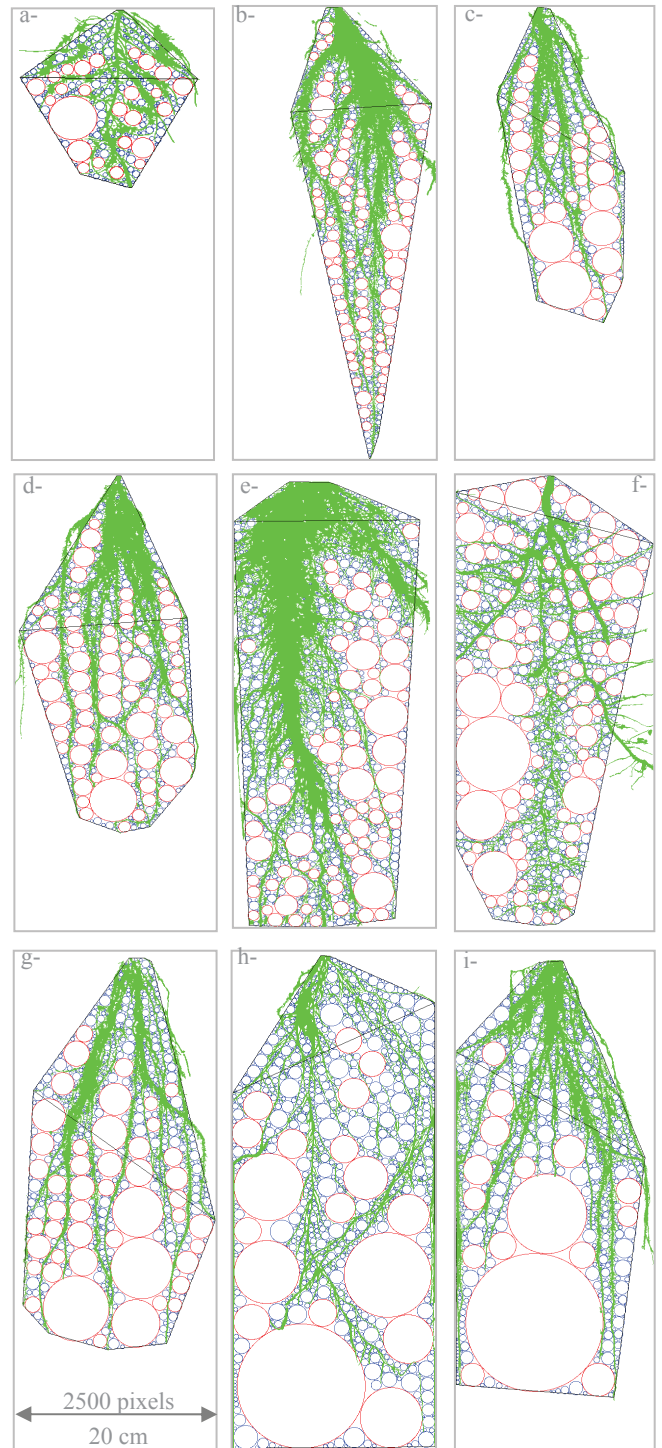 a-
b-
c-
d-
e-
f-
g-
h-
i-
2500 pixels
20 cm